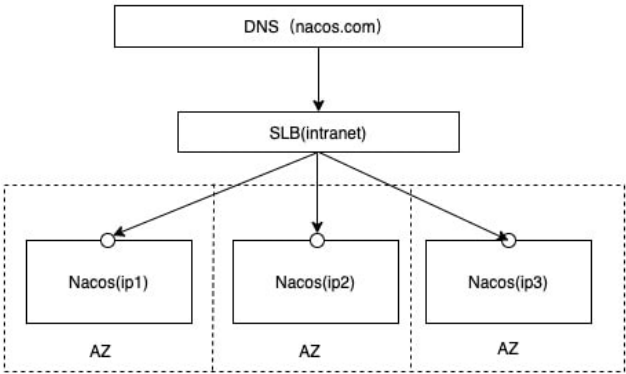 DNS（nacos.com）
SLB(intranet)
Nacos(ip1)
Nacos(ip2)
Nacos(ip3)
AZ
AZ
AZ